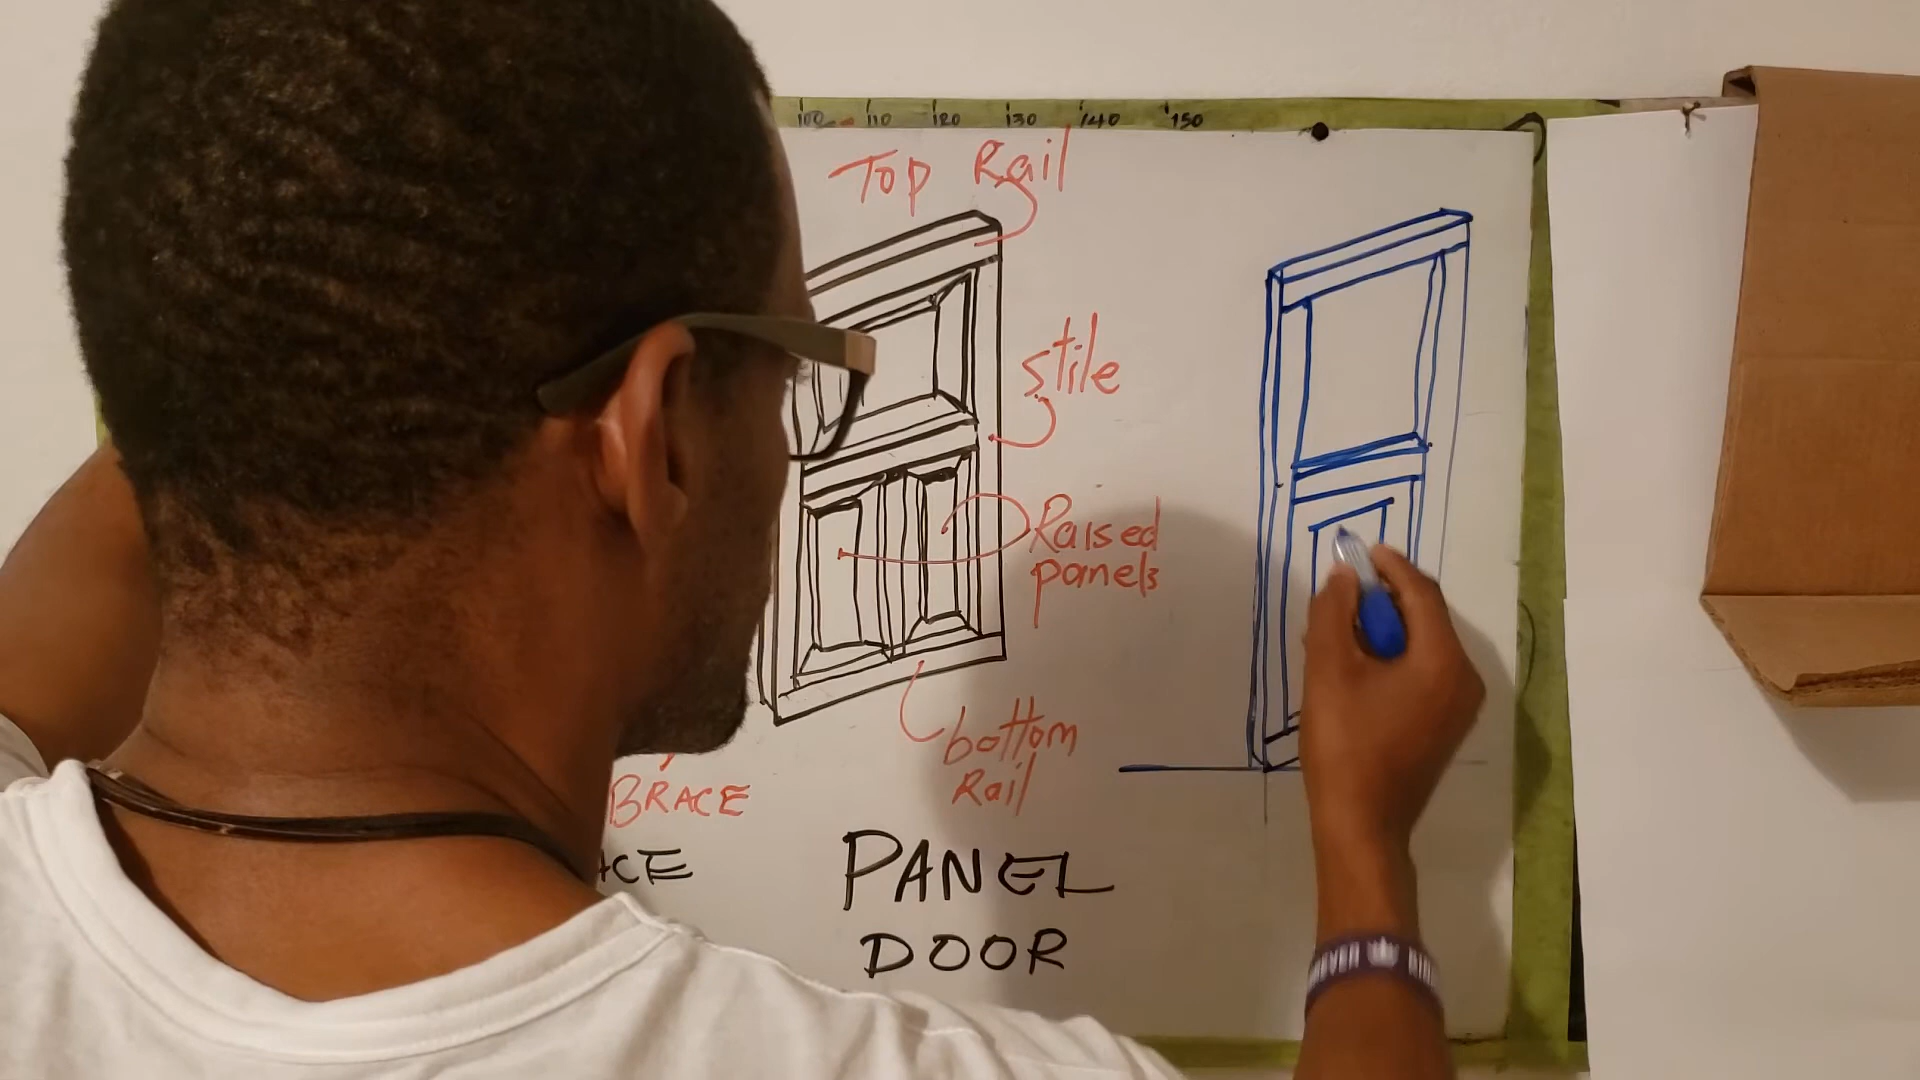 100 110 120 130 140 150
Top Rail
stile
Raised
panels
bottom
Rail
BRACE
ACE
PANEL
DOOR